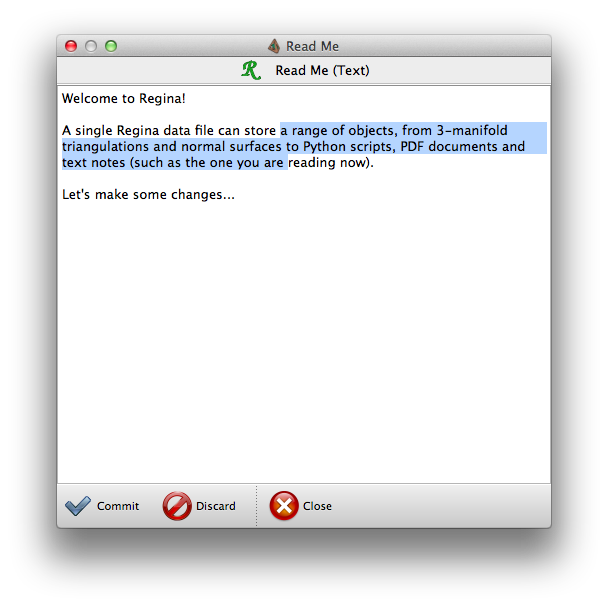 Read Me
R Read Me (Text)
Welcome to Regina!
A single Regina data file can store a range of objects, from 3-manifold
triangulations and normal surfaces to Python scripts, PDF documents and
text notes (such as the one you are reading now).
Let's make some changes...
Commit Discard Close